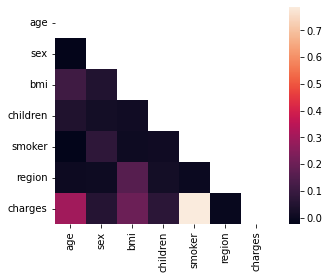 age
sex
bmi
children
smoker
region
charges
age
sex
bmi
children
smoker
region
charges
0.7
0.6
0.5
0.4
0.3
0.2
0.1
0.0